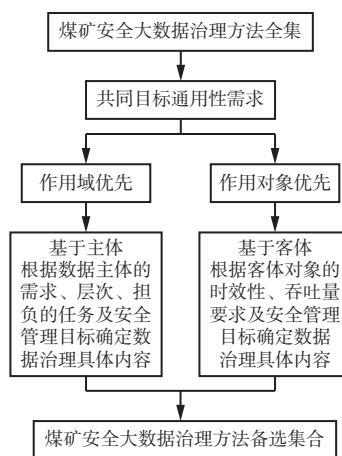 煤矿安全大数据治理方法全集
共同目标通用性需求
作用域优先
作用对象优先
基于主体
根据数据主体的
需求、层次、担
负的任务及安全
管理目标确定数
据治理具体内容
基于客体
根据客体对象的
时效性、吞吐量
要求及安全管理
目标确定数据
治理具体内容
煤矿安全大数据治理方法备选集合